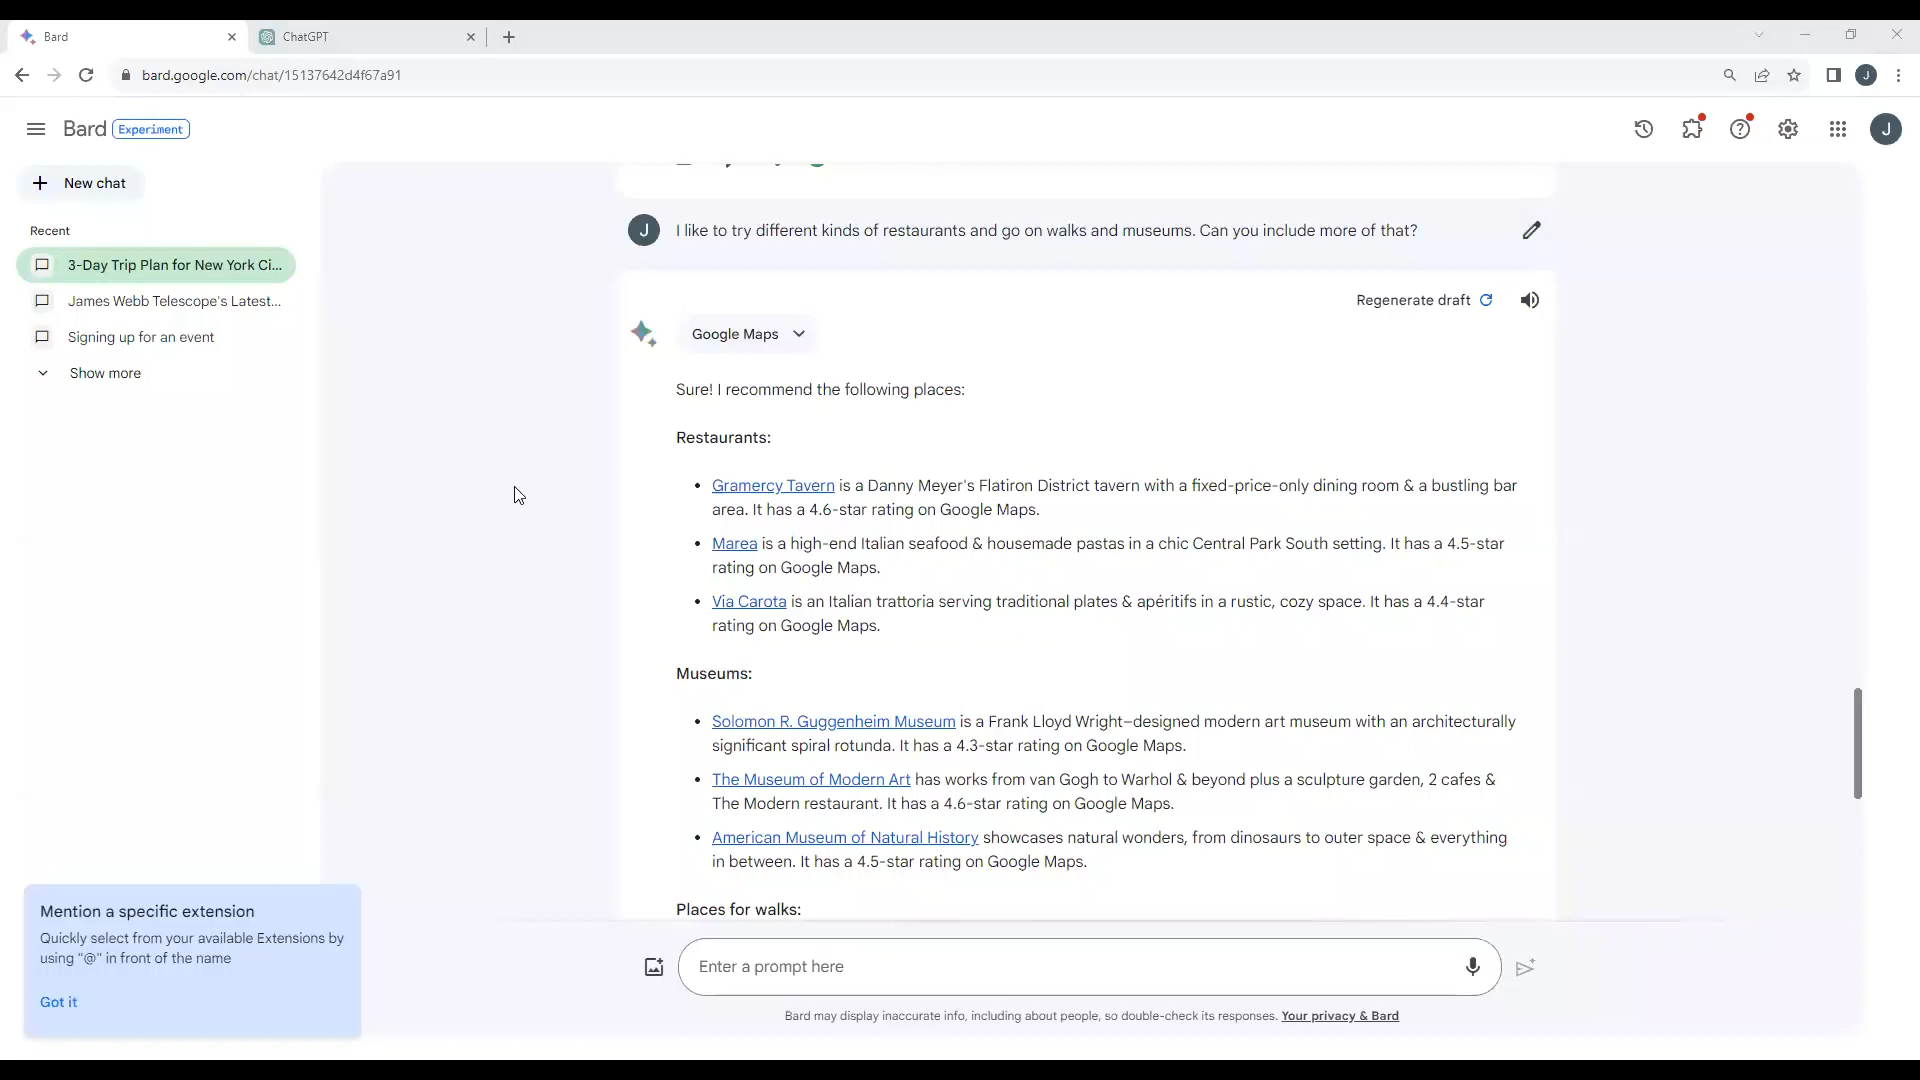 Bard
ChatGPT
bard.google.com/chat/15137642d4f67a91
J
Bard Experiment
J
New chat
Recent
3-Day Trip Plan for New York Ci...
James Webb Telescope's Latest...
Signing up for an event
Show more
J I like to try different kinds of restaurants and go on walks and museums. Can you include more of that?
Regenerate draft
Google Maps
Sure! I recommend the following places:
Restaurants:
• Gramercy Tavern is a Danny Meyer's Flatiron District tavern with a fixed-price-only dining room & a bustling bar
area. It has a 4.6-star rating on Google Maps.
• Marea is a high-end Italian seafood & housemade pastas in a chic Central Park South setting. It has a 4.5-star
rating on Google Maps.
• Via Carota is an Italian trattoria serving traditional plates & apéritifs in a rustic, cozy space. It has a 4.4-star
rating on Google Maps.
Museums:
• Solomon R. Guggenheim Museum is a Frank Lloyd Wright–designed modern art museum with an architecturally
significant spiral rotunda. It has a 4.3-star rating on Google Maps.
• The Museum of Modern Art has works from van Gogh to Warhol & beyond plus a sculpture garden, 2 cafes &
The Modern restaurant. It has a 4.6-star rating on Google Maps.
• American Museum of Natural History showcases natural wonders, from dinosaurs to outer space & everything
in between. It has a 4.5-star rating on Google Maps.
Places for walks:
Mention a specific extension
Quickly select from your available Extensions by
using "@" in front of the name
Got it
Enter a prompt here
Bard may display inaccurate info, including about people, so double-check its responses. Your privacy & Bard